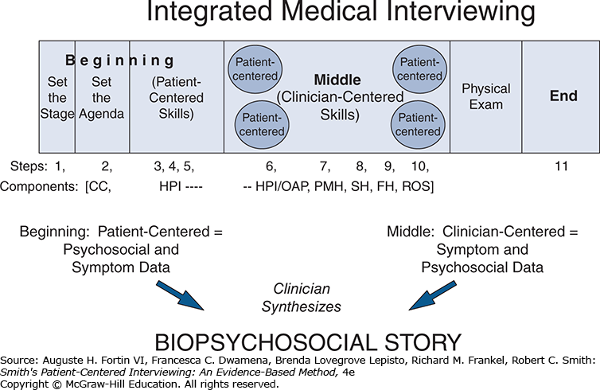 Integrated Medical Interviewing
Beginning
Set the Stage
Set the Agenda
(Patient-Centered Skills)
Patient-centered
Patient-centered
Middle
(Clinician-Centered Skills)
Patient-centered
Patient-centered
Physical Exam
End
Steps: 1, 2, 3, 4, 5, 6, 7, 8, 9, 10, 11
Components: [CC, HPI ---- -- HPI/OAP, PMH, SH, FH, ROS]
Beginning: Patient-Centered =
Psychosocial and
Symptom Data
Middle: Clinician-Centered =
Symptom and
Psychosocial Data
Clinician
Synthesizes
BIOPSYCHOSOCIAL STORY
Source: Auguste H. Fortin VI, Francesca C. Dwamena, Brenda Lovegrove Lepisto, Richard M. Frankel, Robert C. Smith:
Smith's Patient-Centered Interviewing: An Evidence-Based Method, 4e
Copyright © McGraw-Hill Education. All rights reserved.